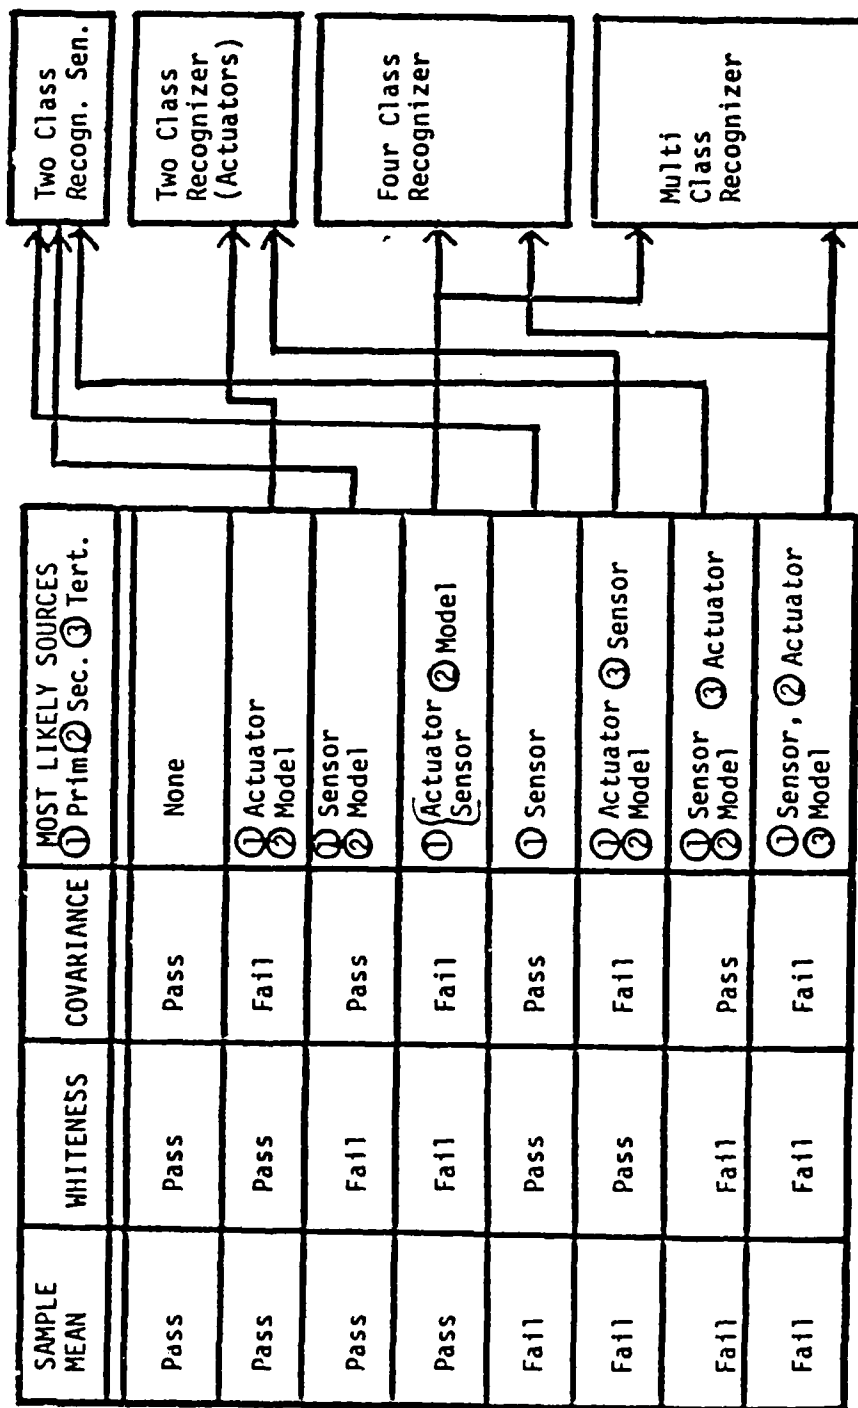 SAMPLE
MEAN
WHITENESS
COVARIANCE
MOST LIKELY SOURCES
① Prim② Sec. ③ Tert.
Pass
Pass
Pass
None
Pass
Pass
Fail
① Actuator
② Model
Pass
Fail
Pass
① Sensor
② Model
Pass
Fail
Fail
① {Actuator ② Model
Sensor
Fail
Pass
Pass
① Sensor
Fail
Pass
Fail
① Actuator ③ Sensor
② Model
Fail
Fail
Pass
① Sensor ③ Actuator
② Model
Fail
Fail
Fail
① Sensor, ② Actuator
③ Model
Two Class
Recogn. Sen.
Two Class
Recognizer
(Actuators)
Four Class
Recognizer
Multi
Class
Recognizer